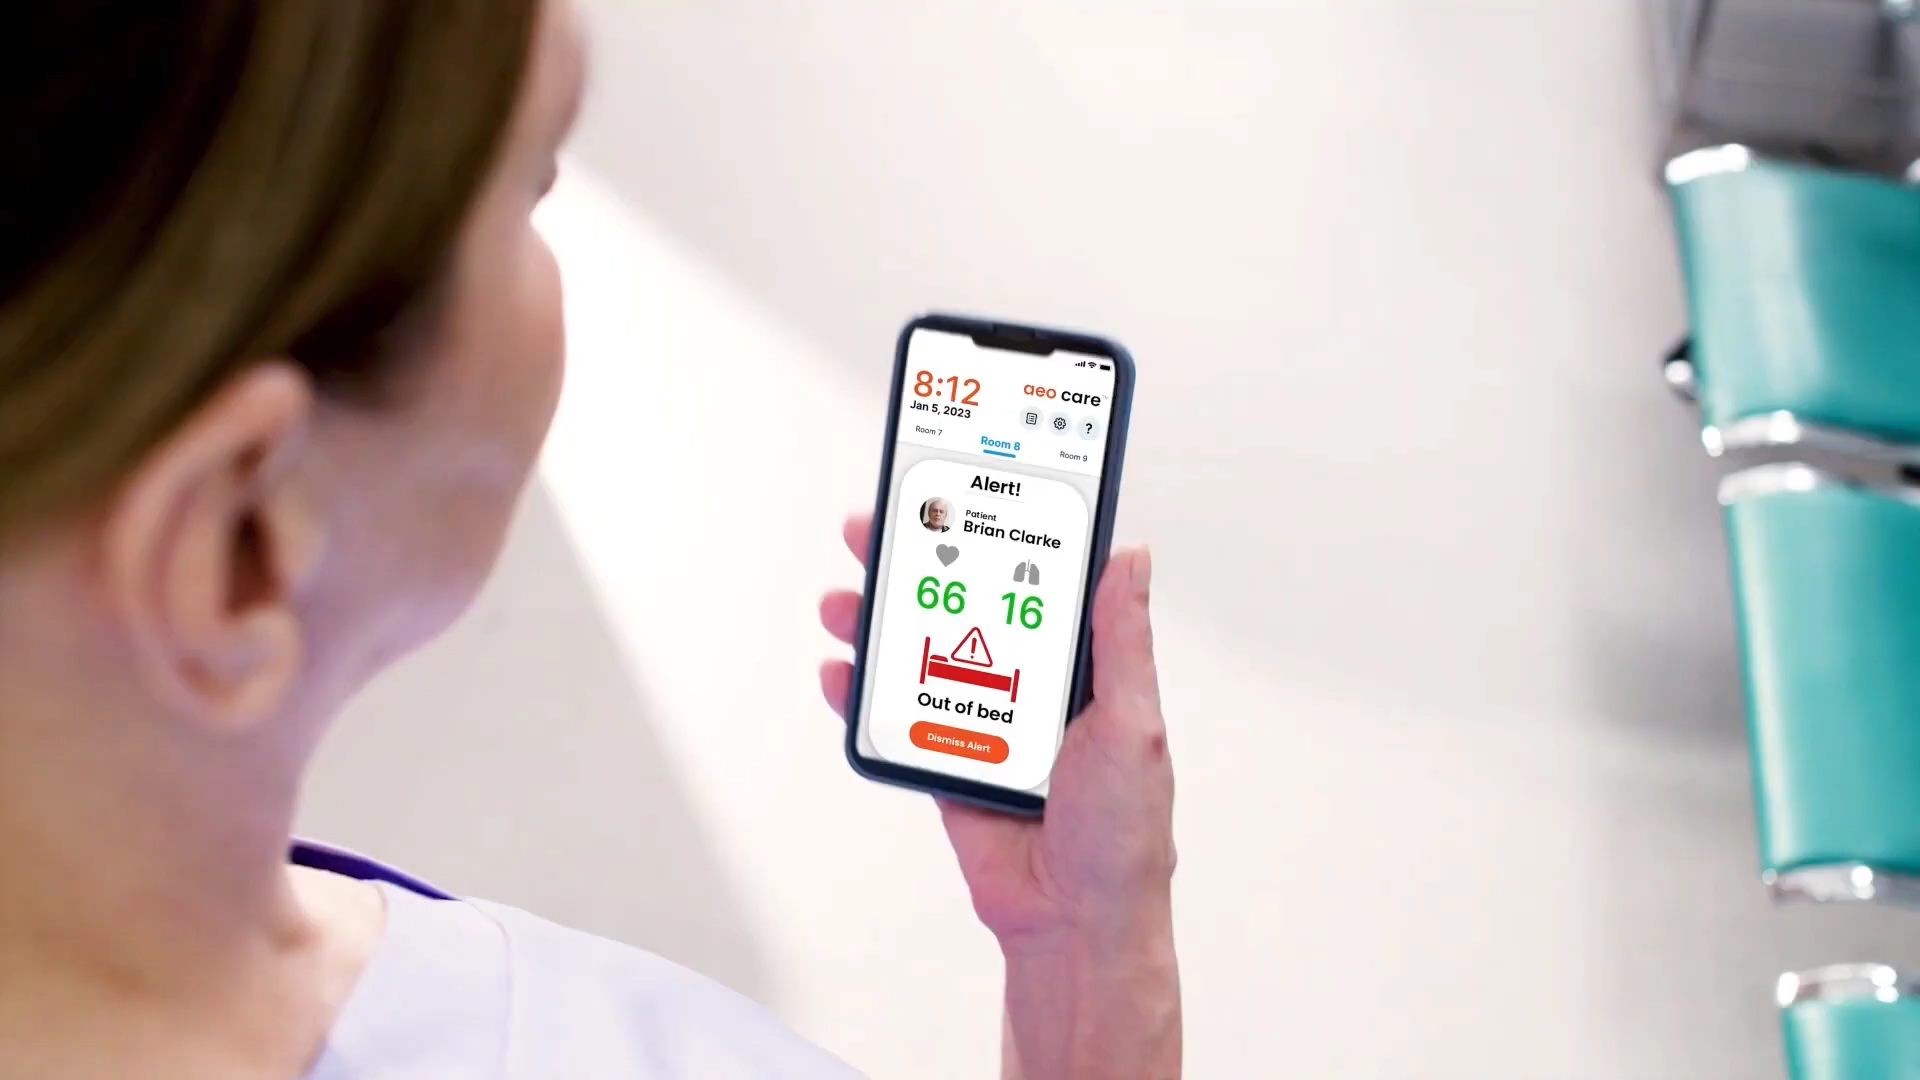 8:12
aeo care™
Jan 5, 2023
?
Room 7
Room 8
Room 9
Alert!
Patient
Brian Clarke
66
16
!
Out of bed
Dismiss Alert